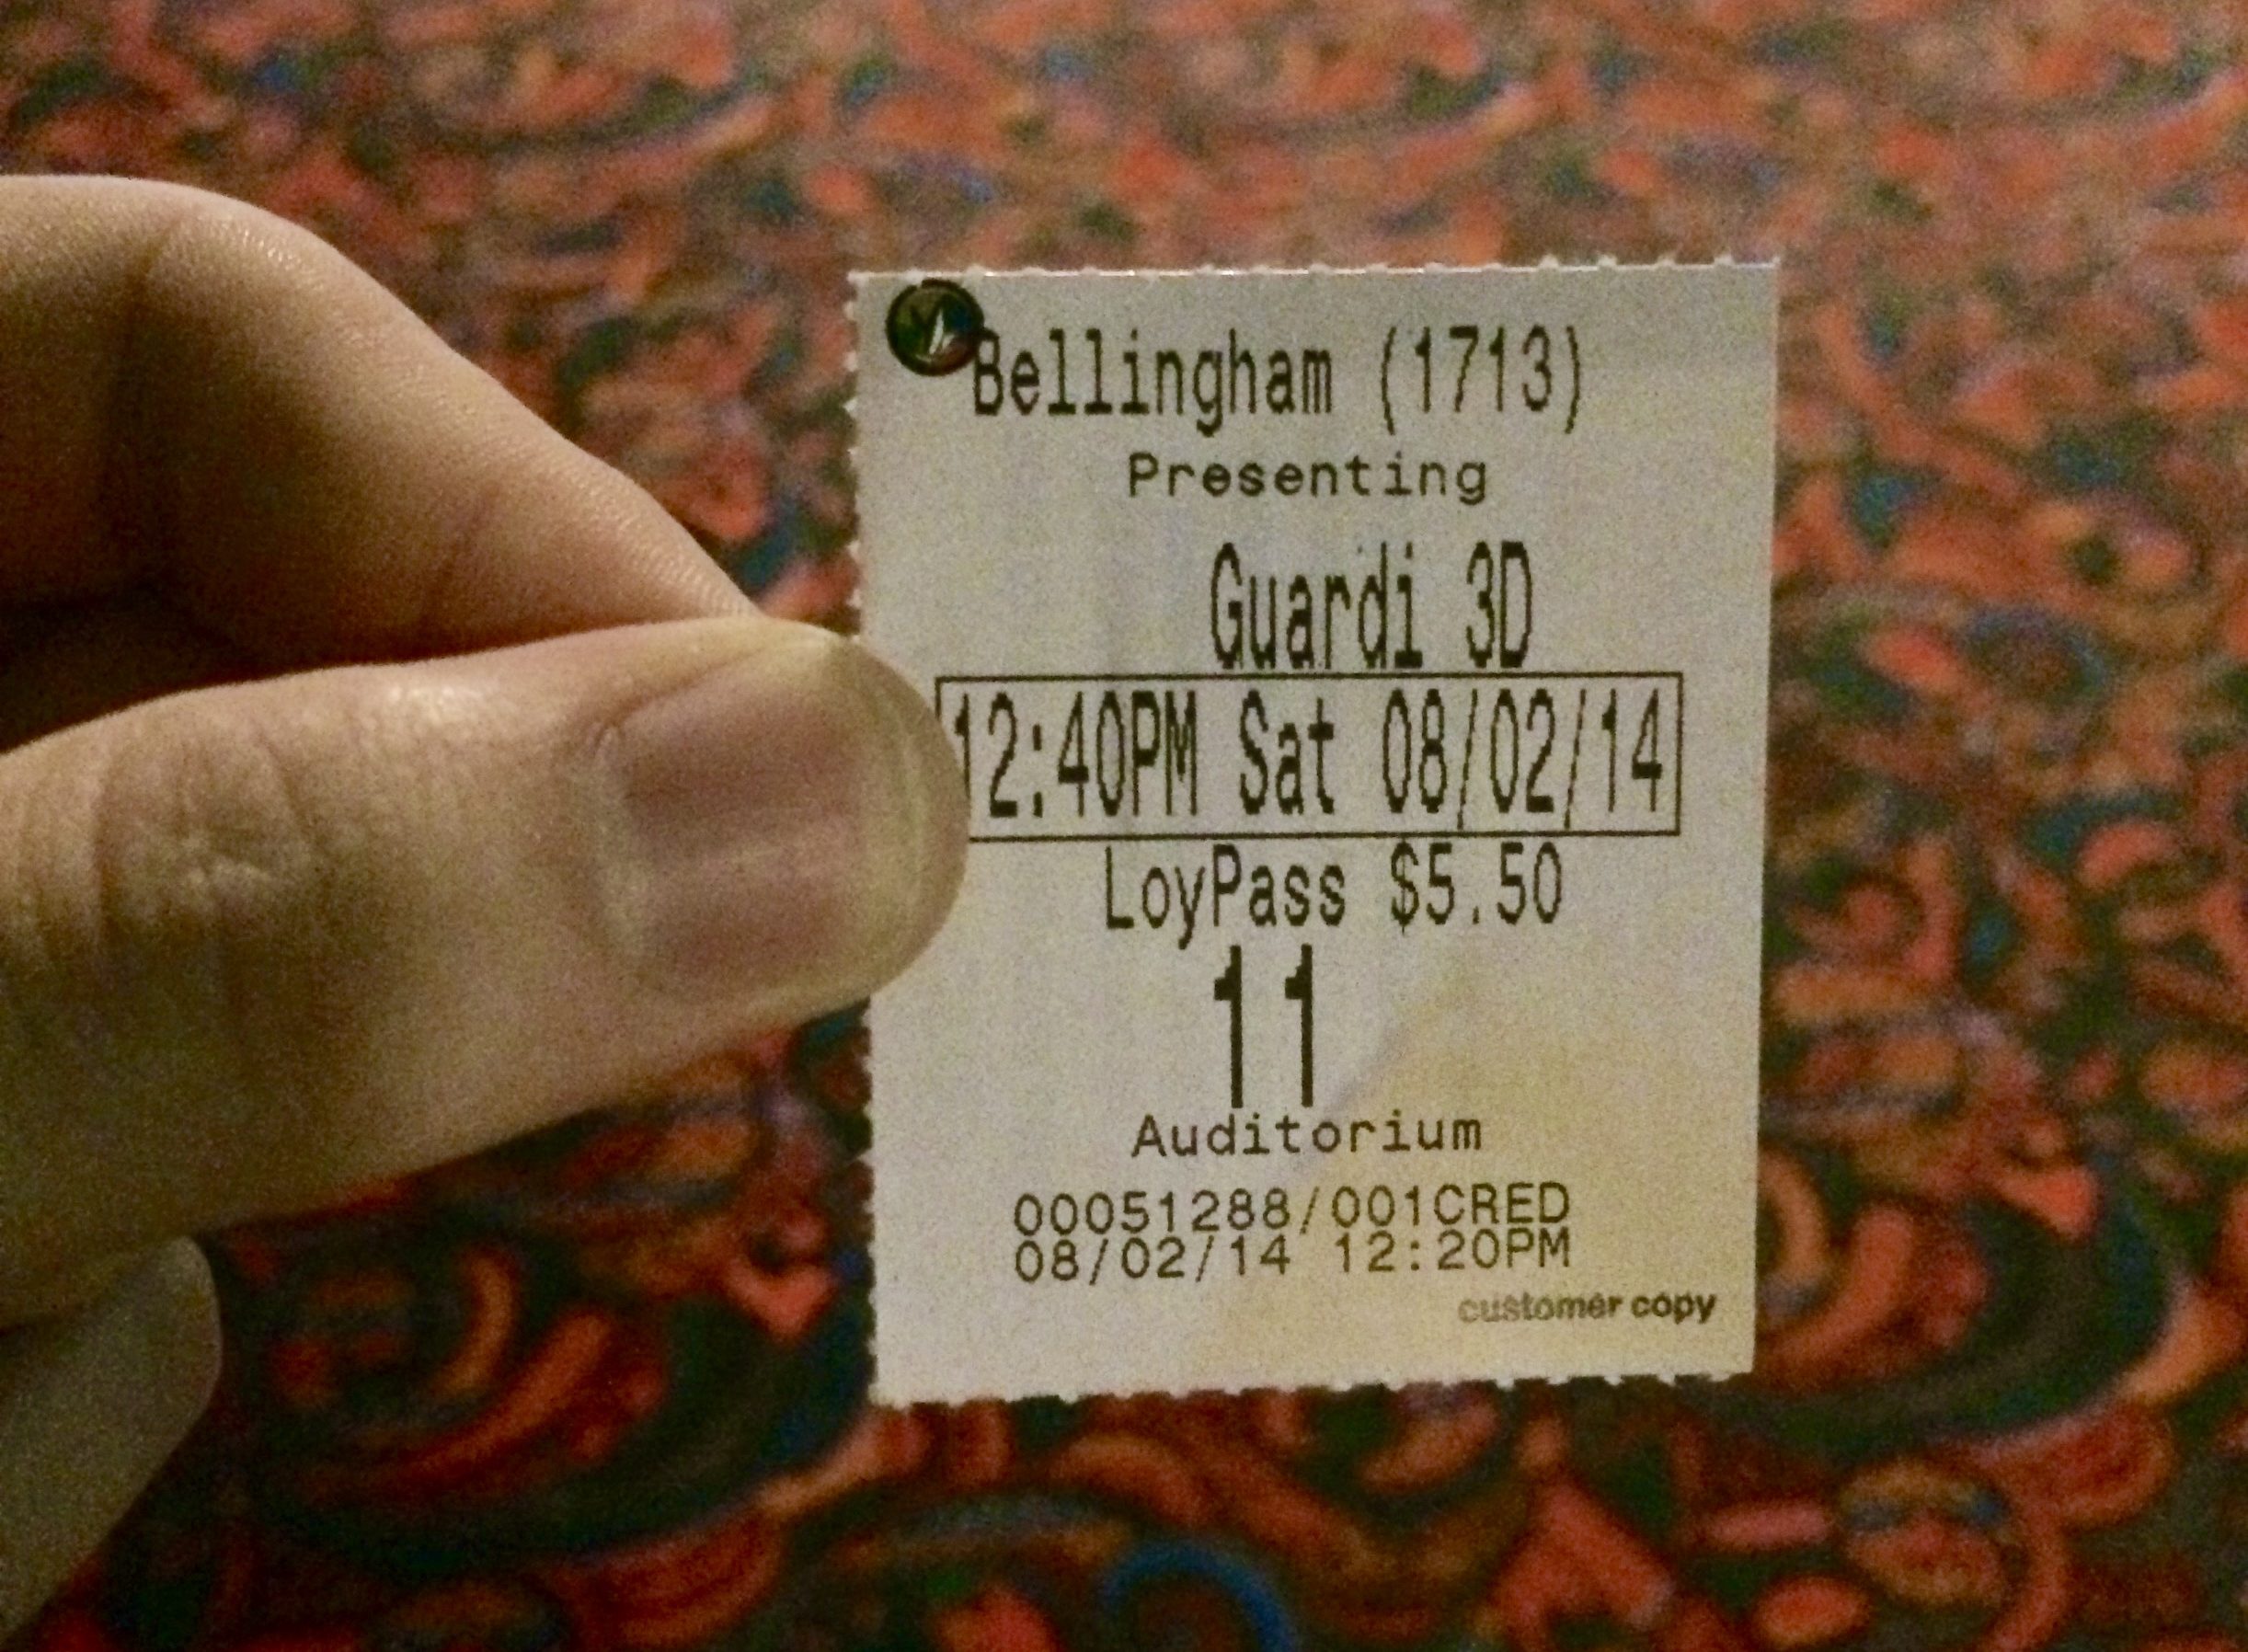 Bellingham (1713)
Presenting
Guardi 3D
12:40PM Sat 08/02/14
LoyPass $5.50
11
Auditorium
00051288/001CRED
08/02/14 12:20PM
customer copy